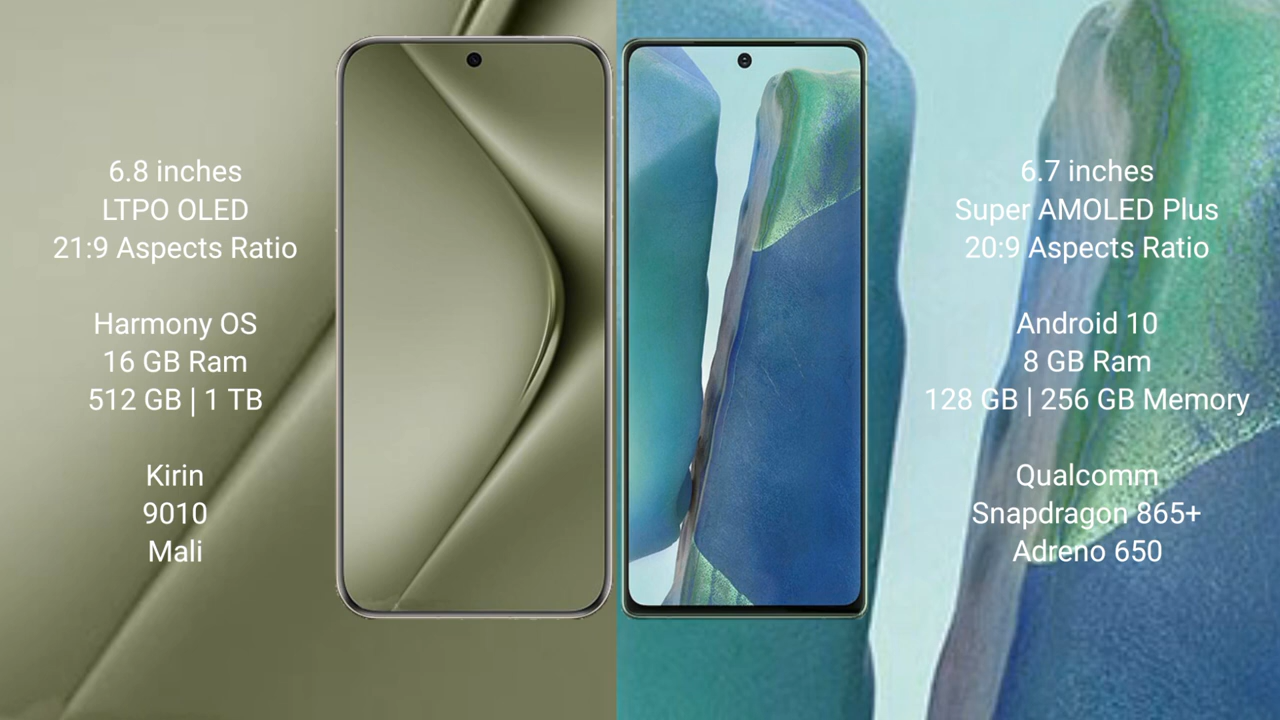 6.8 inches
LTPO OLED
21:9 Aspects Ratio
Harmony OS
16 GB Ram
512 GB | 1 TB
Kirin
9010
Mali
6.7 inches
Super AMOLED Plus
20:9 Aspects Ratio
Android 10
8 GB Ram
128 GB | 256 GB Memory
Qualcomm
Snapdragon 865+
Adreno 650